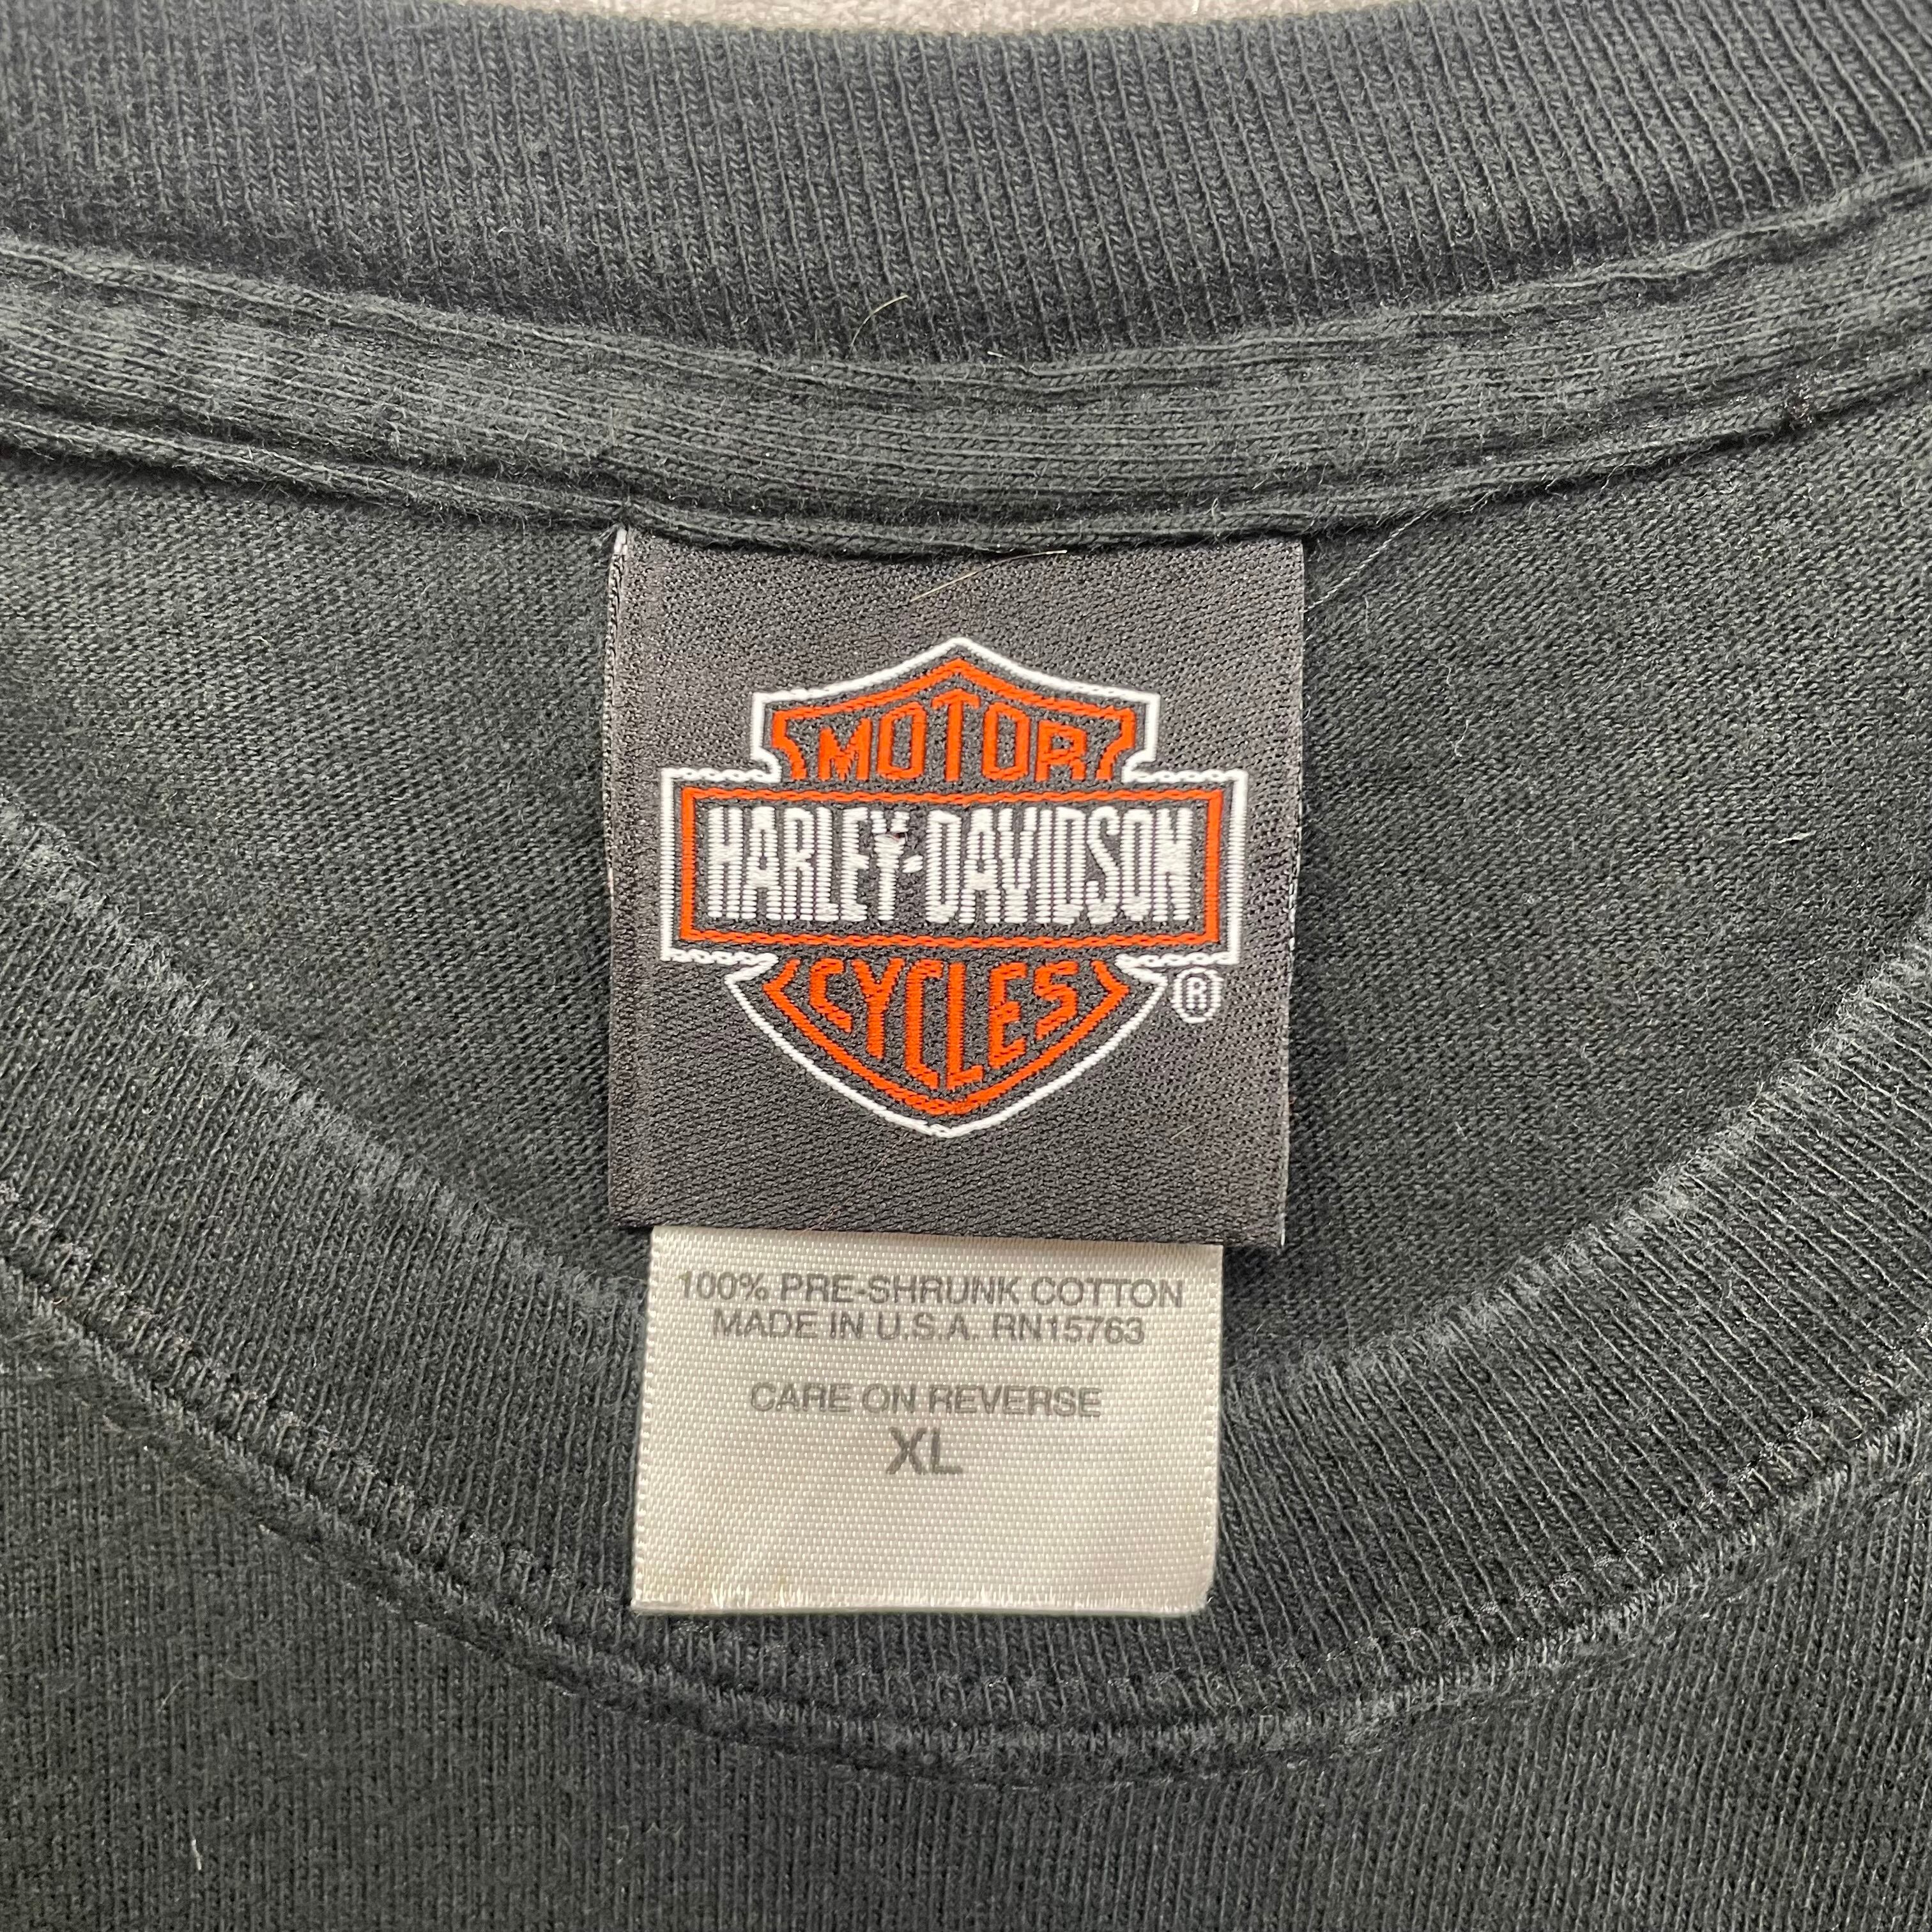 MOTOR
HARLEY-DAVIDSON
CYCLES
®
100% PRE-SHRUNK COTTON
MADE IN U.S.A. RN15763
CARE ON REVERSE
XL